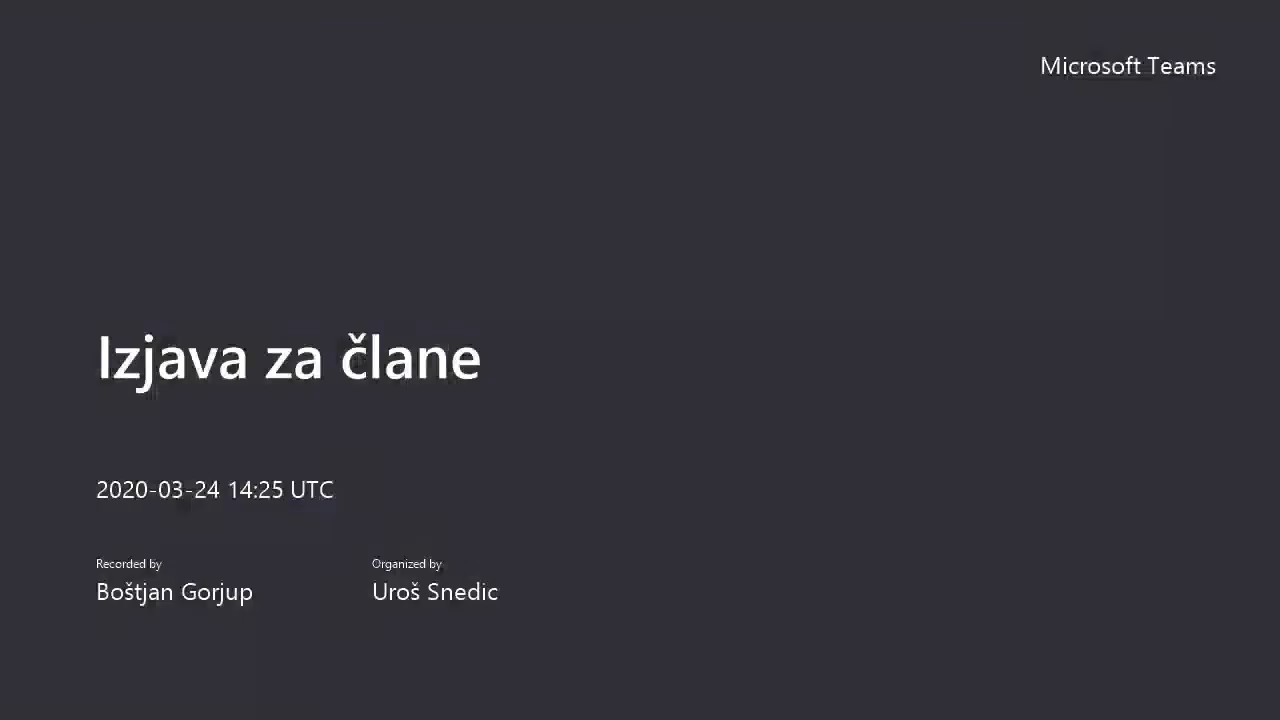 Microsoft Teams
Izjava za člane
2020-03-24 14:25 UTC
Recorded by
Boštjan Gorjup
Organized by
Uroš Snedic